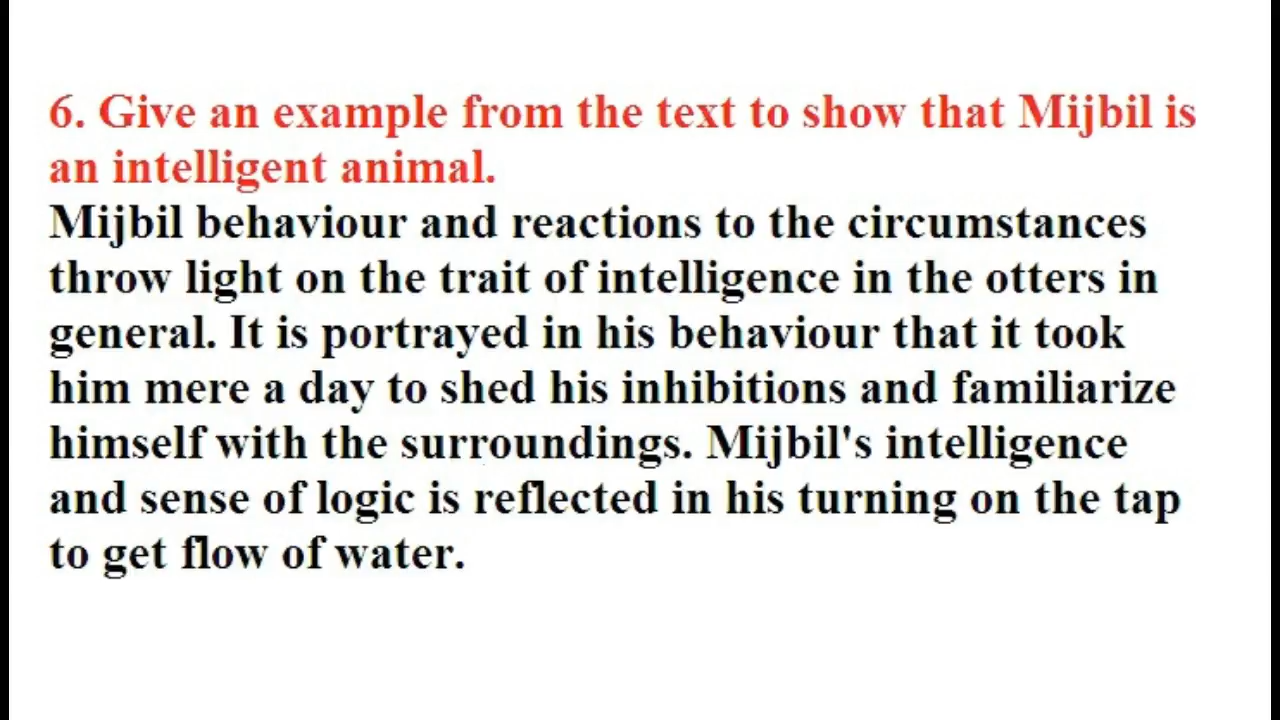 6. Give an example from the text to show that Mijbil is
an intelligent animal.
Mijbil behaviour and reactions to the circumstances
throw light on the trait of intelligence in the otters in
general. It is portrayed in his behaviour that it took
him mere a day to shed his inhibitions and familiarize
himself with the surroundings. Mijbil's intelligence
and sense of logic is reflected in his turning on the tap
to get flow of water.